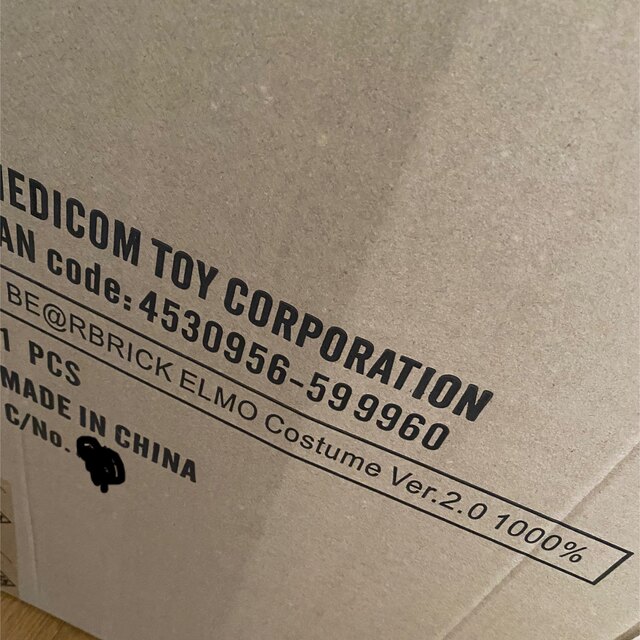 MEDICOM TOY CORPORATION
AN code: 4530956-599960
BE@RBRICK ELMO Costume Ver.2.0 1000%
1 PCS
MADE IN CHINA
C/No.